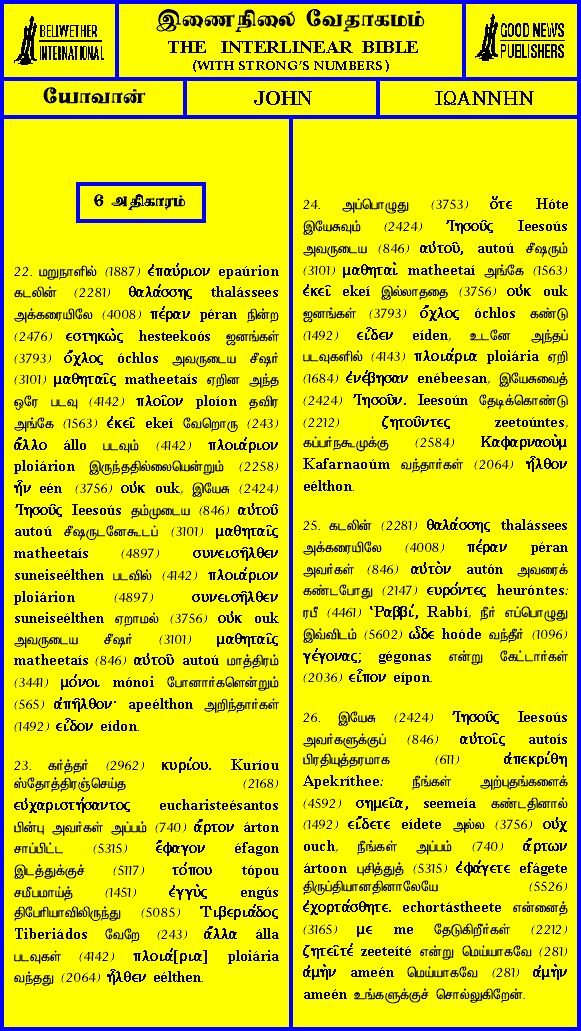 BELLWETHER
INTERNATIONAL
இணைநிலை வேதாகமம்
THE INTERLINEAR BIBLE
(WITH STRONG'S NUMBERS)
GOOD NEWS
PUBLISHERS
யோவான்
JOHN
ΙΩΑΝΝΗΝ
6 அதிகாரம்
22. மறுநாளில் (1887) ἐπαύριον epaúrion
கடலின் (2281) θαλάσσης thalássees
அக்கரையிலே (4008) πέραν péran நின்ற
(2476) εστηκὼς hesteekoós ஜனங்கள்
(3793) ὄχλος óchlos அவருடைய சீஷர்
(3101) μαθηταῖς matheetaís ஏறின அந்த
ஒரே படவு (4142) πλοῖον ploíon தவிர
அங்கே (1563) ἐκεῖ ekeí வேறொரு (243)
ἄλλο állo படவும் (4142) πλοιάριον
ploiárion இருந்ததில்லையென்றும் (2258)
ἦν eén (3756) οὐκ ouk, இயேசு (2424)
Ἰησοῦς Ieesoús தம்முடைய (846) αὐτοῦ
autoú சீஷருடனேகூடப் (3101) μαθηταῖς
matheetaís (4897) συνεισῆλθεν
suneiseélthen படவில் (4142) πλοιάριον
ploiárion (4897) συνεισῆλθεν
suneiseélthen ஏறாமல் (3756) οὐκ ouk
அவருடைய சீஷர் (3101) μαθηταῖς
matheetaís (846) αὐτοῦ autoú மாத்திரம்
(3441) μόνοι mónoi போனார்களென்றும்
(565) ἀπῆλθον· apeélthon அறிந்தார்கள்
(1492) εἶδον eídon.
23. கர்த்தர் (2962) κυρίου. Kuríou
ஸ்தோத்திரஞ்செய்த (2168)
εὐχαριστήσαντος eucharisteésantos
பின்பு அவர்கள் அப்பம் (740) ἄρτον árton
சாப்பிட்ட (5315) ἔφαγον éfagon
இடத்துக்குச் (5117) τόπου tópou
சமீபமாய்த் (1451) ἐγγὺς engús
திபேரியாவிலிருந்து (5085) Τιβεριάδος
Tiberiádos வேறே (243) ἄλλα álla
படவுகள் (4142) πλοιά[ρια] ploiária
வந்தது (2064) ἦλθεν eélthen.
24. அப்பொழுது (3753) ὅτε Hóte
இயேசுவும் (2424) Ἰησοῦς Ieesoús
அவருடைய (846) αὐτοῦ, autoú சீஷரும்
(3101) μαθηταὶ matheetaí அங்கே (1563)
ἐκεῖ ekeí இல்லாததை (3756) οὐκ ouk
ஜனங்கள் (3793) ὄχλος óchlos கண்டு
(1492) εἶδεν eíden, உடனே அந்தப்
படவுகளில் (4143) πλοιάρια ploiária ஏறி
(1684) ἐνέβησαν enébeesan, இயேசுவைத்
(2424) Ἰησοῦν. Ieesoún தேடிக்கொண்டு
(2212) ζητοῦντες zeetoúntes,
கப்பர்நகூமுக்கு (2584) Καφαρναοὺμ
Kafarnaoúm வந்தார்கள் (2064) ἦλθον
eélthon.
25. கடலின் (2281) θαλάσσης thalássees
அக்கரையிலே (4008) πέραν péran
அவர்கள் (846) αὐτὸν autón அவரைக்
கண்டபோது (2147) ευρόντες heuróntes:
ரபீ (4461) Ῥαββί, Rabbí, நீர் எப்பொழுது
இவ்விடம் (5602) ὧδε hoóde வந்தீர் (1096)
γέγονας; gégonas என்று கேட்டார்கள்
(2036) εἶπον eípon.
26. இயேசு (2424) Ἰησοῦς Ieesoús
அவர்களுக்குப் (846) αὐτοῖς autoís
பிரதியுத்தரமாக (611) ἀπεκρίθη
Apekríthee: நீங்கள் அற்புதங்களைக்
(4592) σημεῖα, seemeía கண்டதினால்
(1492) εἴδετε eídete அல்ல (3756) οὐχ
ouch, நீங்கள் அப்பம் (740) ἄρτων
ártoon புசித்துத் (5315) ἐφάγετε efágete
திருப்தியானதினாலேயே (5526)
ἐχορτάσθητε. echortástheete என்னைத்
(3165) με me தேடுகிறீர்கள் (2212)
ζητεῖτέ zeeteíté என்று மெய்யாகவே (281)
ἀμὴν ameén மெய்யாகவே (281) ἀμὴν
ameén உங்களுக்குச் சொல்லுகிறேன்.